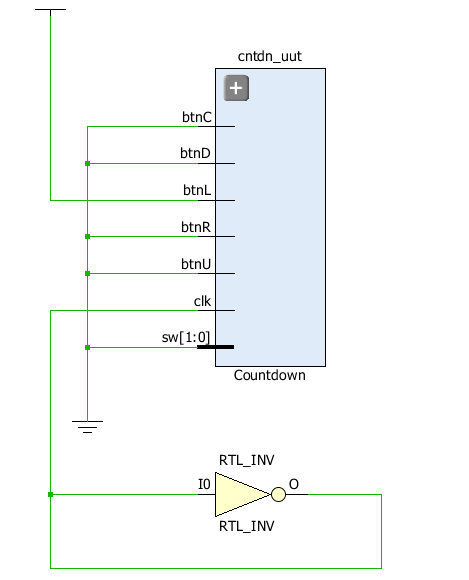 cntdn_uut
btnC
btnD
btnL
btnR
btnU
clk
sw[1:0]
Countdown
RTL_INV
I0
O
RTL_INV